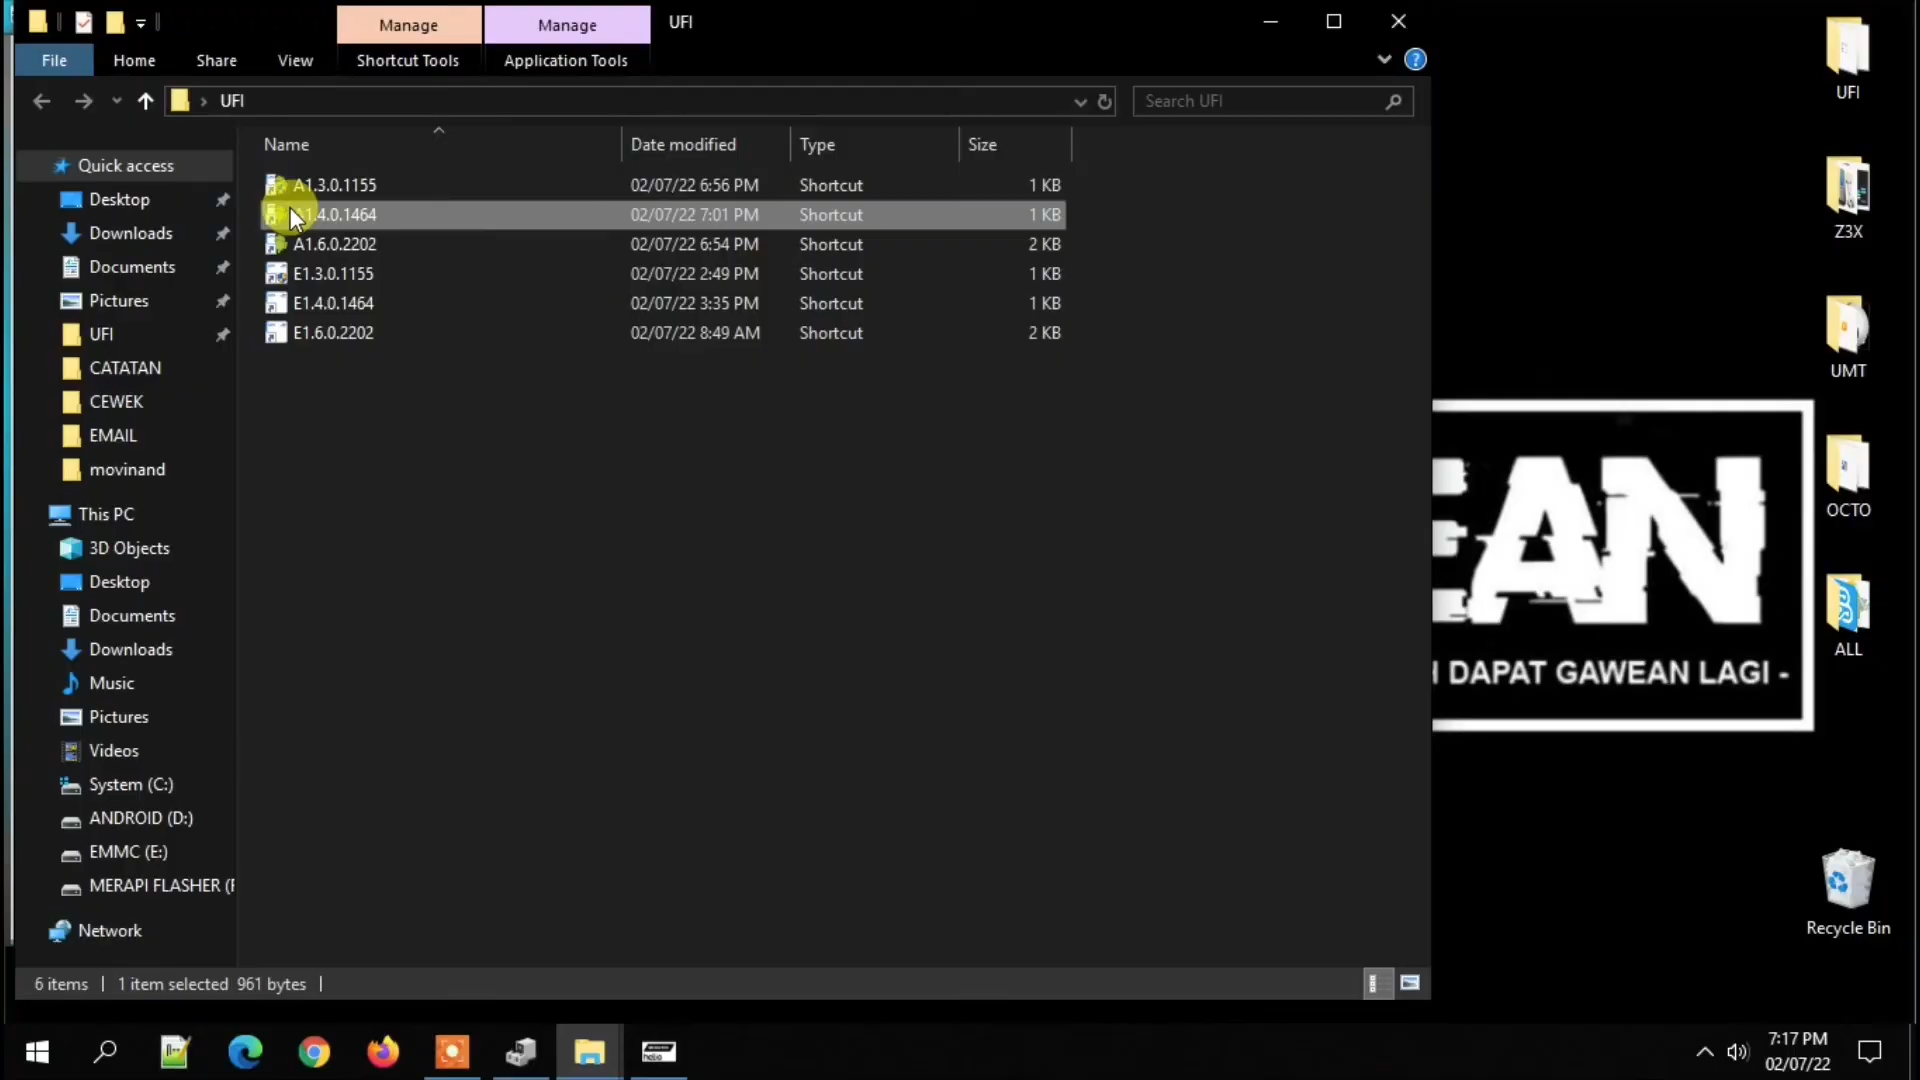 Manage
Manage
UFI
File
Home
Share
View
Shortcut Tools
Application Tools
?
UFI
Search UFI
Name
Date modified
Type
Size
A1.3.0.1155 02/07/22 6:56 PM Shortcut 1 KB
1.4.0.1464 02/07/22 7:01 PM Shortcut 1 KB
A1.6.0.2202 02/07/22 6:54 PM Shortcut 2 KB
E1.3.0.1155 02/07/22 2:49 PM Shortcut 1 KB
E1.4.0.1464 02/07/22 3:35 PM Shortcut 1 KB
E1.6.0.2202 02/07/22 8:49 AM Shortcut 2 KB
Quick access
Desktop
Downloads
Documents
Pictures
UFI
CATATAN
CEWEK
EMAIL
movinand
This PC
3D Objects
Desktop
Documents
Downloads
Music
Pictures
Videos
System (C:)
ANDROID (D:)
EMMC (E:)
MERAPI FLASHER (F
Network
6 items
1 item selected 961 bytes
UFI
Z3X
UMT
OCTO
ALL
Recycle Bin
EAN
H DAPAT GAWEAN LAGI -
hello
7:17 PM
02/07/22